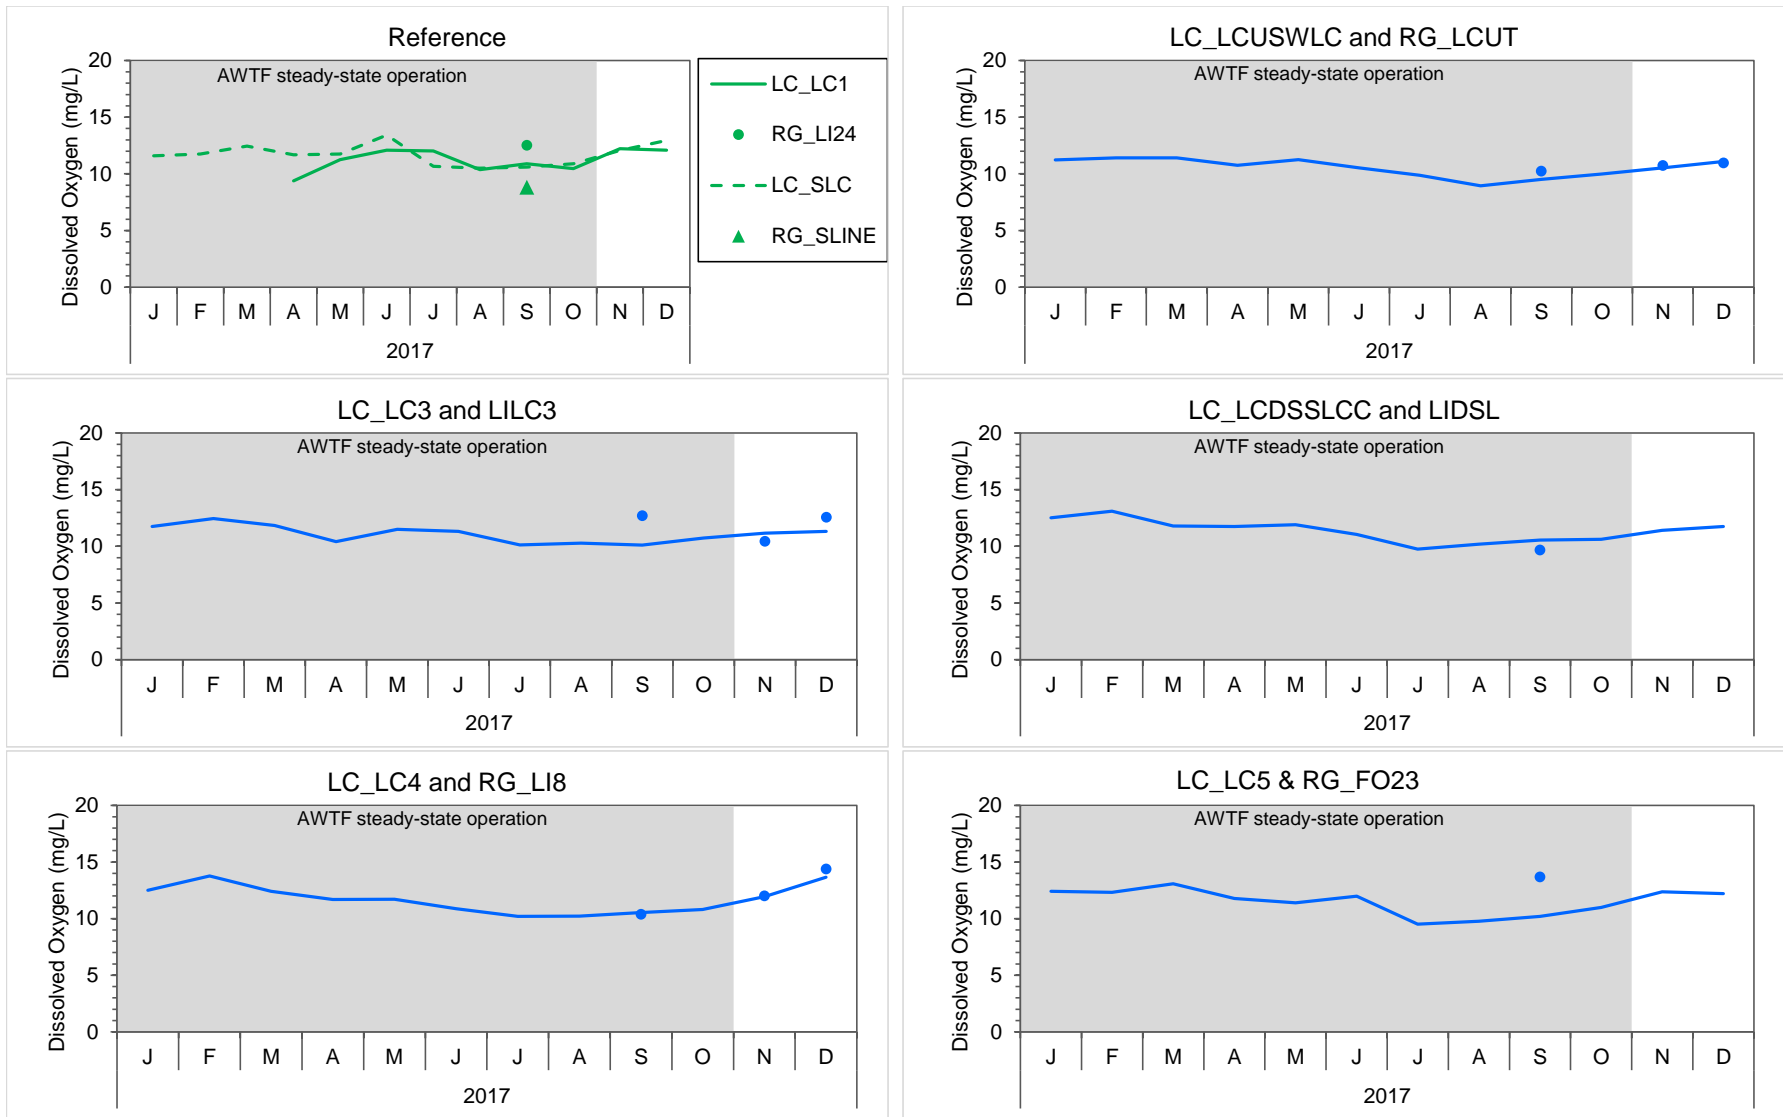 Reference
AWTF steady-state operation
Dissolved Oxygen (mg/L)
20
15
10
5
0
J F M A M J J A S O N D
2017
LC_LC1
RG_LI24
LC_SLC
RG_SLINE
LC_LCUSWLC and RG_LCUT
AWTF steady-state operation
Dissolved Oxygen (mg/L)
20
15
10
5
0
J F M A M J J A S O N D
2017
LC_LC3 and LILC3
AWTF steady-state operation
Dissolved Oxygen (mg/L)
20
15
10
5
0
J F M A M J J A S O N D
2017
LC_LCDSSLCC and LIDSL
AWTF steady-state operation
Dissolved Oxygen (mg/L)
20
15
10
5
0
J F M A M J J A S O N D
2017
LC_LC4 and RG_LI8
AWTF steady-state operation
Dissolved Oxygen (mg/L)
20
15
10
5
0
J F M A M J J A S O N D
2017
LC_LC5 & RG_FO23
AWTF steady-state operation
Dissolved Oxygen (mg/L)
20
15
10
5
0
J F M A M J J A S O N D
2017